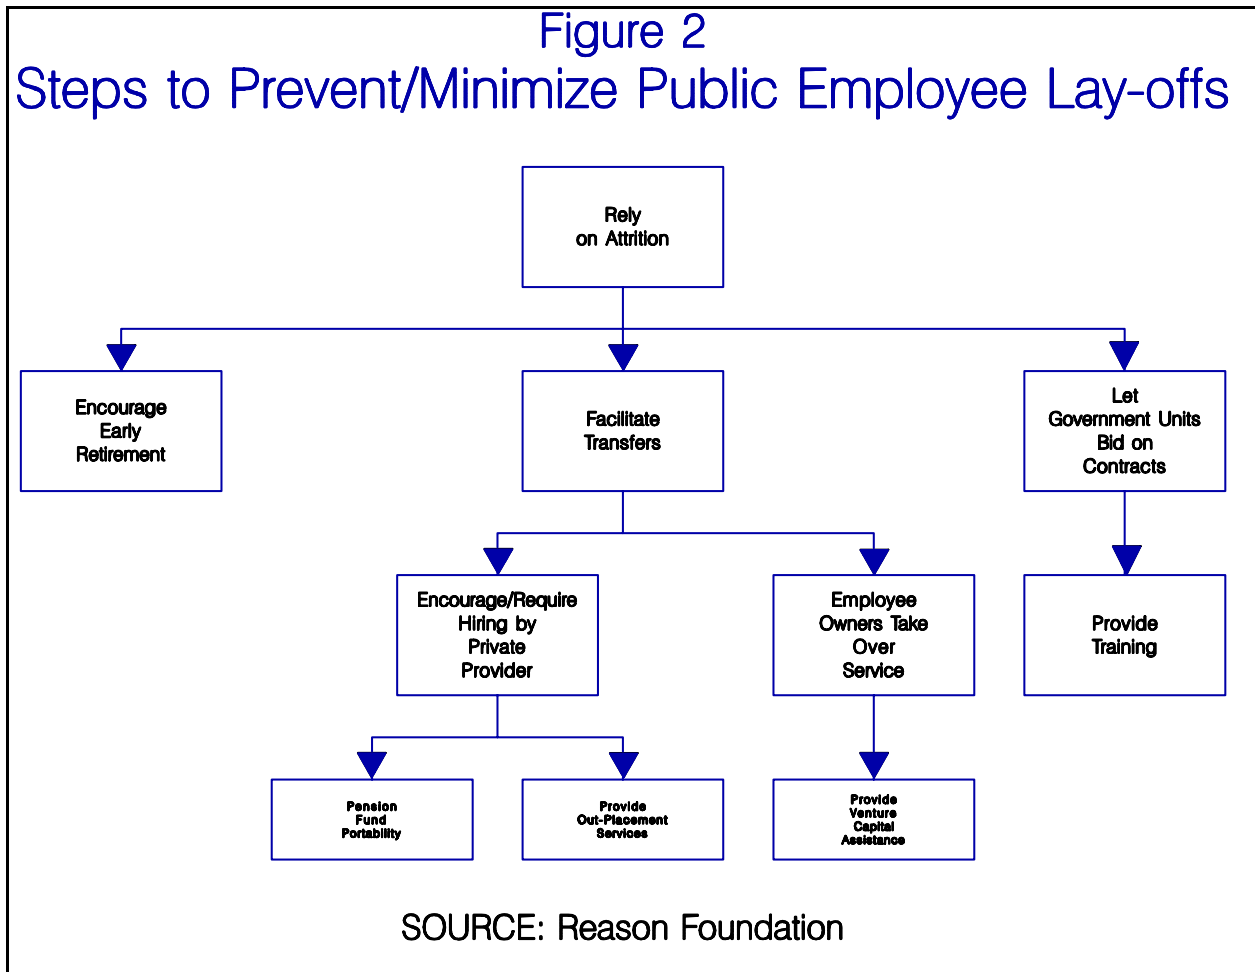 Figure 2
Steps to Prevent/Minimize Public Employee Lay-offs
Rely
on Attrition
Encourage
Early
Retirement
Facilitate
Transfers
Let
Government Units
Bid on
Contracts
Encourage/Require
Hiring by
Private
Provider
Employee
Owners Take
Over
Service
Provide
Training
Pension
Fund
Portability
Provide
Out-Placement
Services
Provide
Venture
Capital
Assistance
SOURCE: Reason Foundation